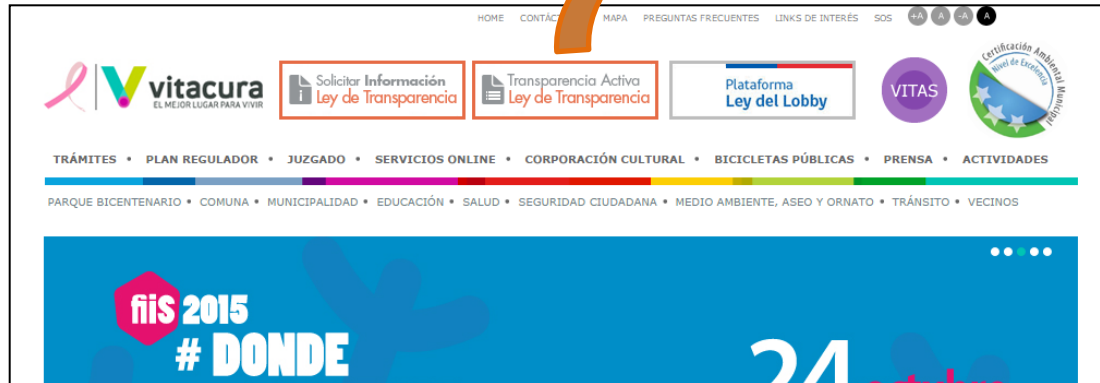 HOME CONTÁC MAPA PREGUNTAS FRECUENTES LINKS DE INTERÉS SOS +A A -A A
vitacura
EL MEJOR LUGAR PARA VIVIR
Solicitar Información
Ley de Transparencia
Transparencia Activa
Ley de Transparencia
Plataforma
Ley del Lobby
VITAS
Certificación Ambiental Municipal
Nivel de Excelencia
TRÁMITES • PLAN REGULADOR • JUZGADO • SERVICIOS ONLINE • CORPORACIÓN CULTURAL • BICICLETAS PÚBLICAS • PRENSA • ACTIVIDADES
PARQUE BICENTENARIO • COMUNA • MUNICIPALIDAD • EDUCACIÓN • SALUD • SEGURIDAD CIUDADANA • MEDIO AMBIENTE, ASEO Y ORNATO • TRÁNSITO • VECINOS
fiiS 2015
# DONDE
24